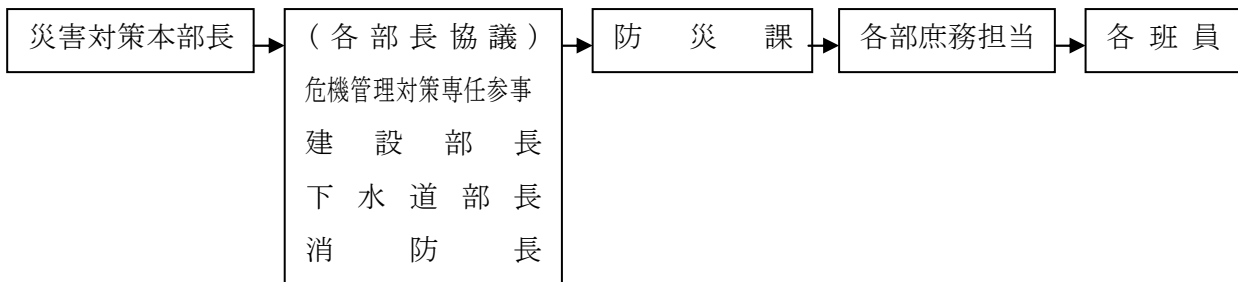 災害対策本部長
(各部長協議)
危機管理対策専任参事
建設部長
下水道部長
消防長
防災課
各部庶務担当
各班員